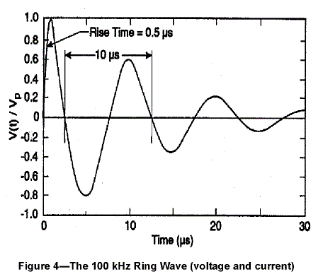 1.0
0.8
0.6
0.4
0.2
0
-0.2
-0.4
-0.6
-0.8
-1.0
V(t) / Vp
Rise Time = 0.5 µs
10 µs
0 10 20 30
Time (µs)
Figure 4—The 100 kHz Ring Wave (voltage and current)